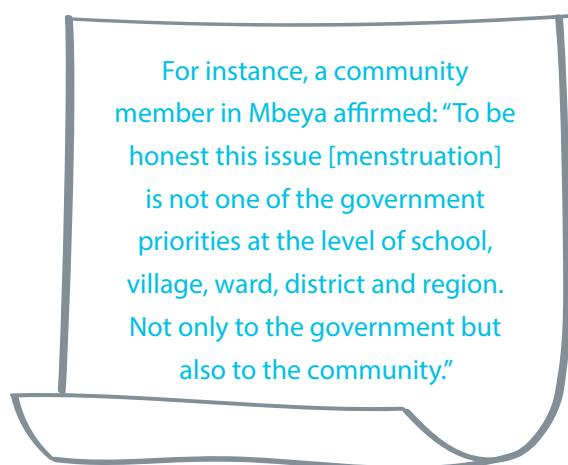 For instance, a community
member in Mbeya affirmed: “To be
honest this issue [menstruation]
is not one of the government
priorities at the level of school,
village, ward, district and region.
Not only to the government but
also to the community.”